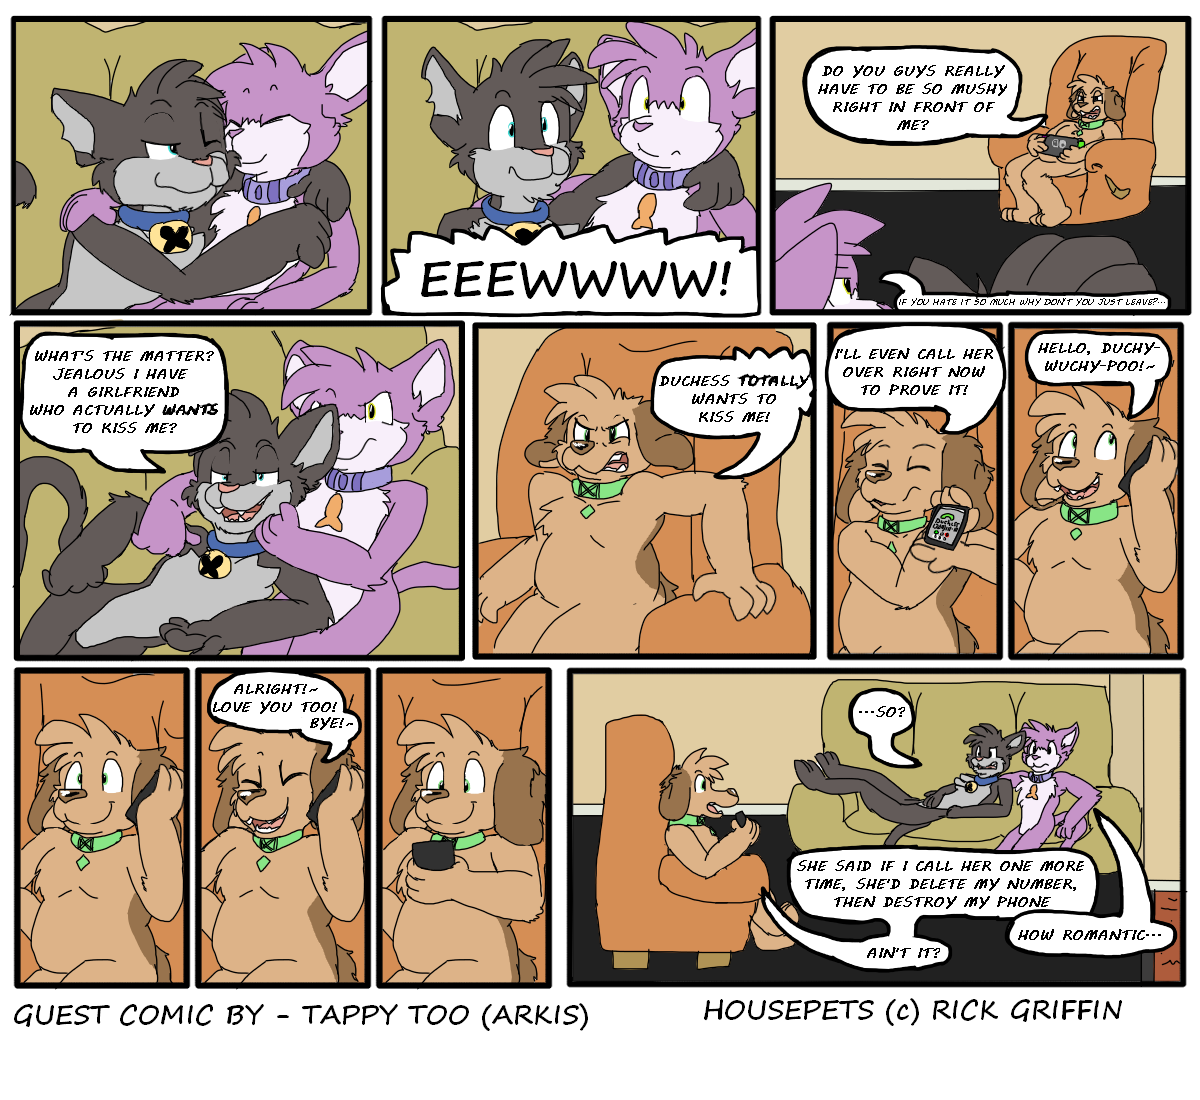 EEEWWWW!
DO YOU GUYS REALLY
HAVE TO BE SO MUSHY
RIGHT IN FRONT OF
ME?
IF YOU HATE IT SO MUCH WHY DON'T YOU JUST LEAVE?...
WHAT'S THE MATTER?
JEALOUS I HAVE
A GIRLFRIEND
WHO ACTUALLY WANTS
TO KISS ME?
DUCHESS TOTALLY
WANTS TO
KISS ME!
I'LL EVEN CALL HER
OVER RIGHT NOW
TO PROVE IT!
DUCHESS
HELLO, DUCHY-
WUCHY-POO!~
ALRIGHT!~
LOVE YOU TOO!
BYE!~
...SO?
SHE SAID IF I CALL HER ONE MORE
TIME, SHE'D DELETE MY NUMBER,
THEN DESTROY MY PHONE
HOW ROMANTIC...
AIN'T IT?
GUEST COMIC BY - TAPPY TOO (ARKIS)
HOUSEPETS (c) RICK GRIFFIN